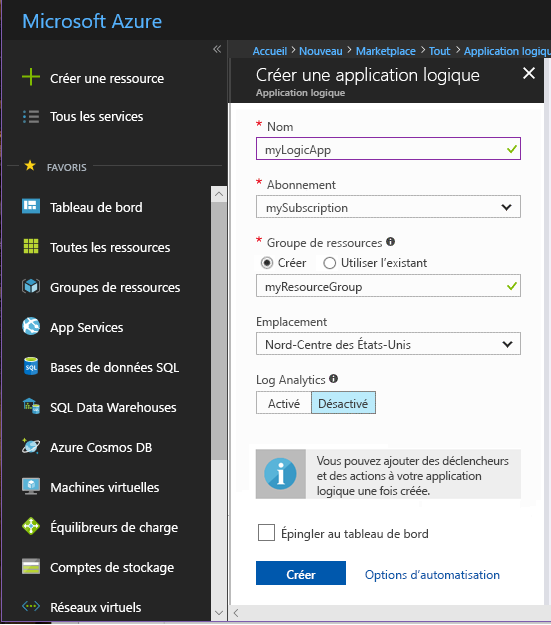 Microsoft Azure
«
Accueil > Nouveau > Marketplace > Tout > Application logiqu
Créer une ressource
Tous les services
FAVORIS
Tableau de bord
Toutes les ressources
Groupes de ressources
App Services
Bases de données SQL
SQL Data Warehouses
Azure Cosmos DB
Machines virtuelles
Équilibreurs de charge
Comptes de stockage
Réseaux virtuels
Créer une application logique
Application logique
* Nom
myLogicApp
* Abonnement
mySubscription
* Groupe de ressources
Créer Utiliser l'existant
myResourceGroup
Emplacement
Nord-Centre des États-Unis
Log Analytics
Activé Désactivé
Vous pouvez ajouter des déclencheurs
et des actions à votre application
logique une fois créée.
Épingler au tableau de bord
Créer Options d'automatisation